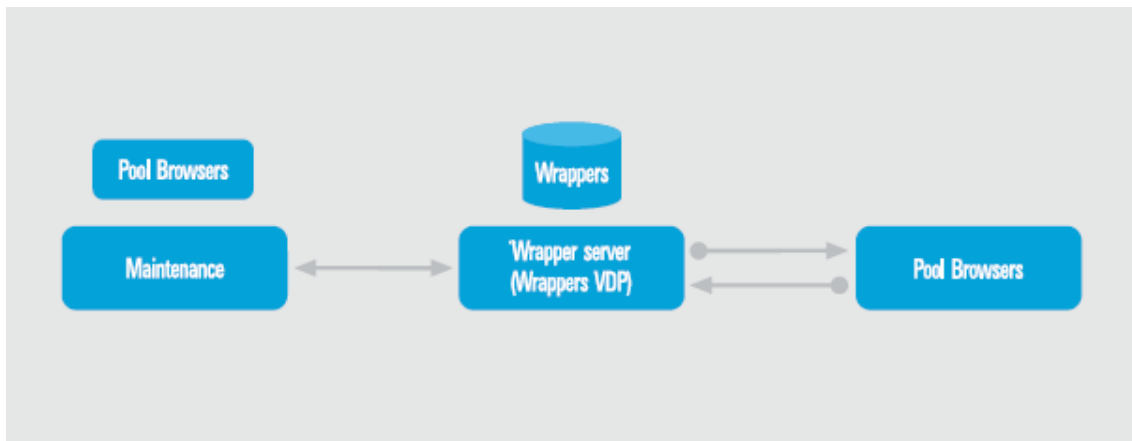 Pool Browsers
Wrappers
Maintenance
'Wrapper server
(Wrappers VDP)
Pool Browsers